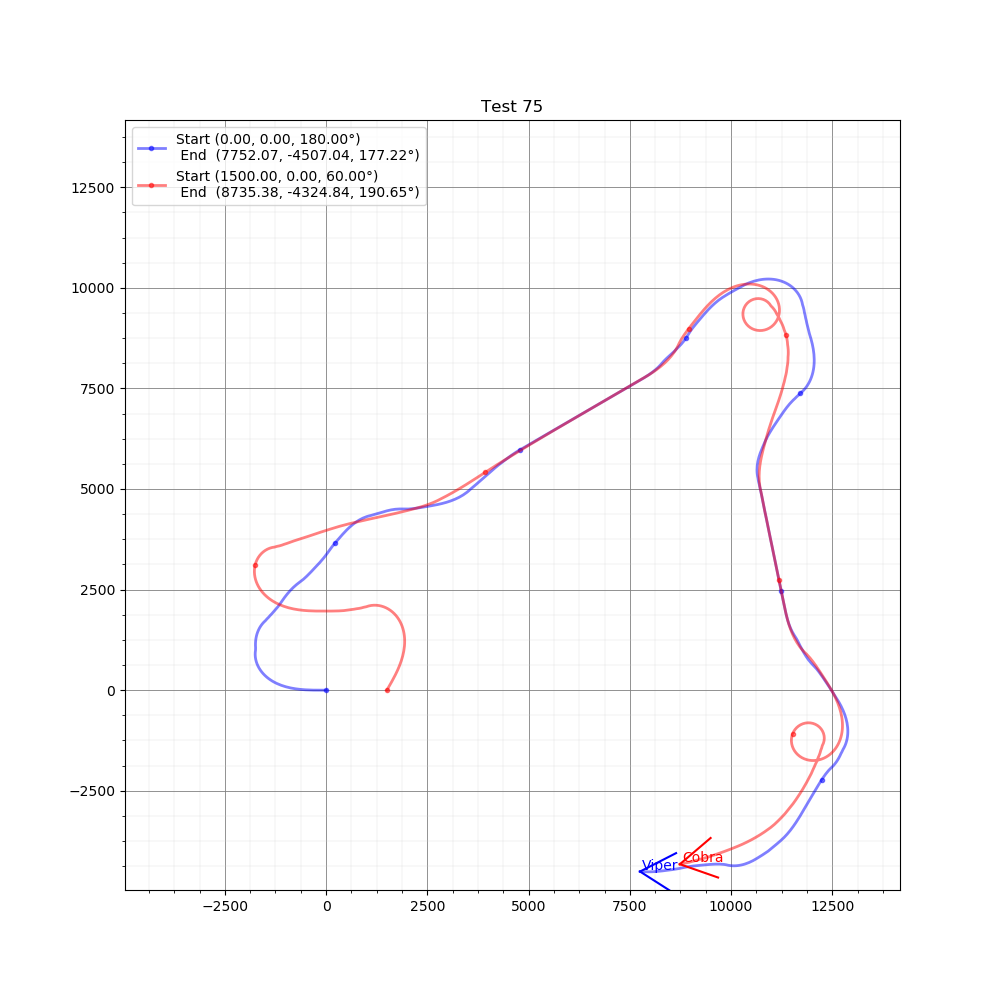 Test 75
Start (0.00, 0.00, 180.00°)
End  (7752.07, -4507.04, 177.22°)
Start (1500.00, 0.00, 60.00°)
End  (8735.38, -4324.84, 190.65°)
12500
10000
7500
5000
2500
0
−2500
Viper
Cobra
−2500
0
2500
5000
7500
10000
12500